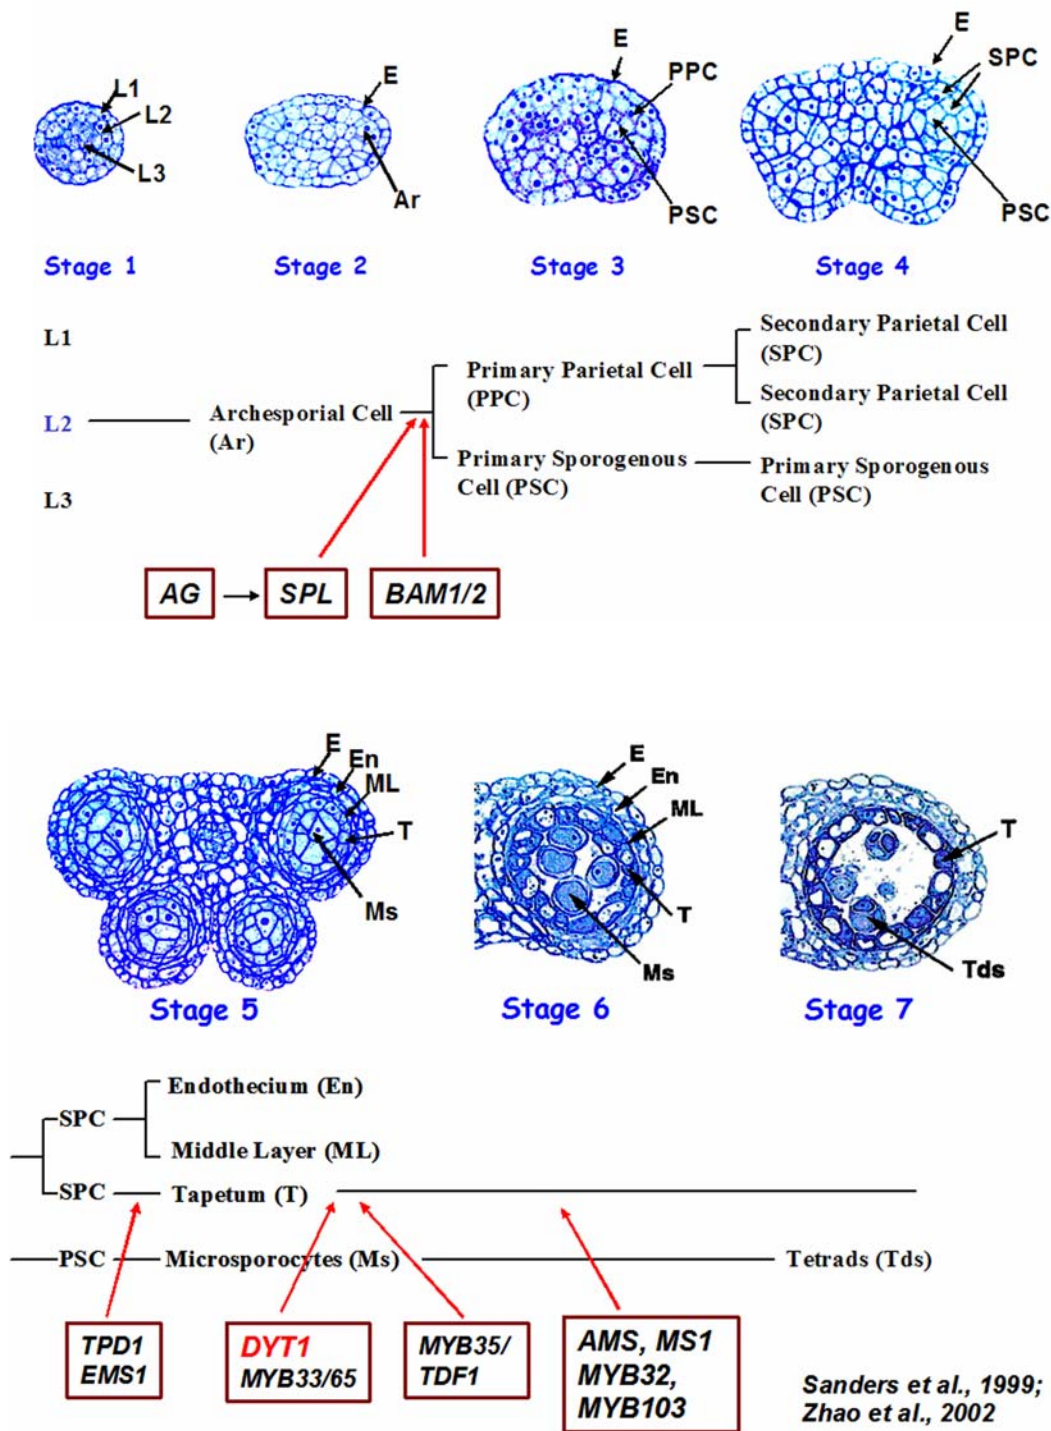 L1
L2
L3
E
Ar
E
PPC
PSC
E
SPC
PSC
Stage 1
Stage 2
Stage 3
Stage 4
L1
L2
L3
Archesporial Cell
(Ar)
Primary Parietal Cell
(PPC)
Primary Sporogenous
Cell (PSC)
Secondary Parietal Cell
(SPC)
Secondary Parietal Cell
(SPC)
Primary Sporogenous
Cell (PSC)
AG
SPL
BAM1/2
E
En
ML
T
Ms
E
En
ML
T
Ms
T
Tds
Stage 5
Stage 6
Stage 7
SPC
Endothecium (En)
Middle Layer (ML)
SPC
Tapetum (T)
PSC
Microsporocytes (Ms)
Tetrads (Tds)
TPD1
EMS1
DYT1
MYB33/65
MYB35/
TDF1
AMS, MS1
MYB32,
MYB103
Sanders et al., 1999;
Zhao et al., 2002